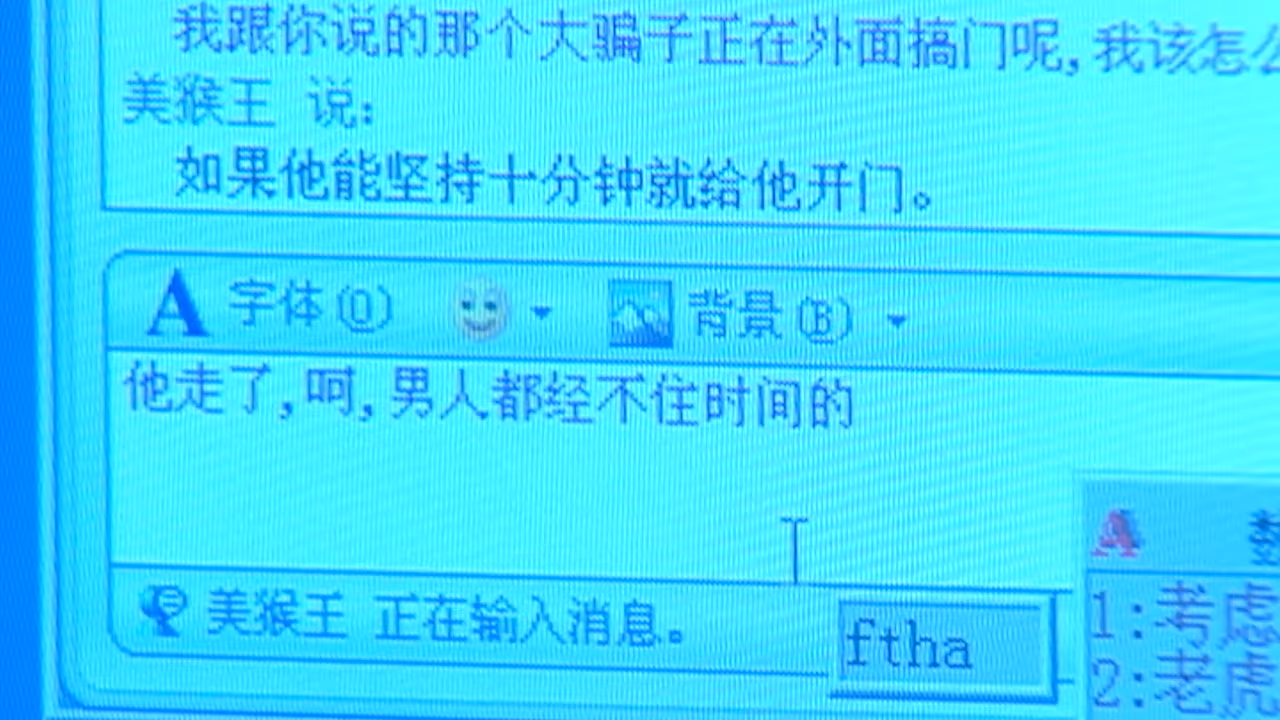 我跟你说的那个大骗子正在外面搞门呢,我该怎么
美猴王 说:
如果他能坚持十分钟就给他开门。
A 字体(O) 背景(B)
他走了,呵,男人都经不住时间的
A
美猴王 正在输入消息。
ftha
1:考虑
2:老虎